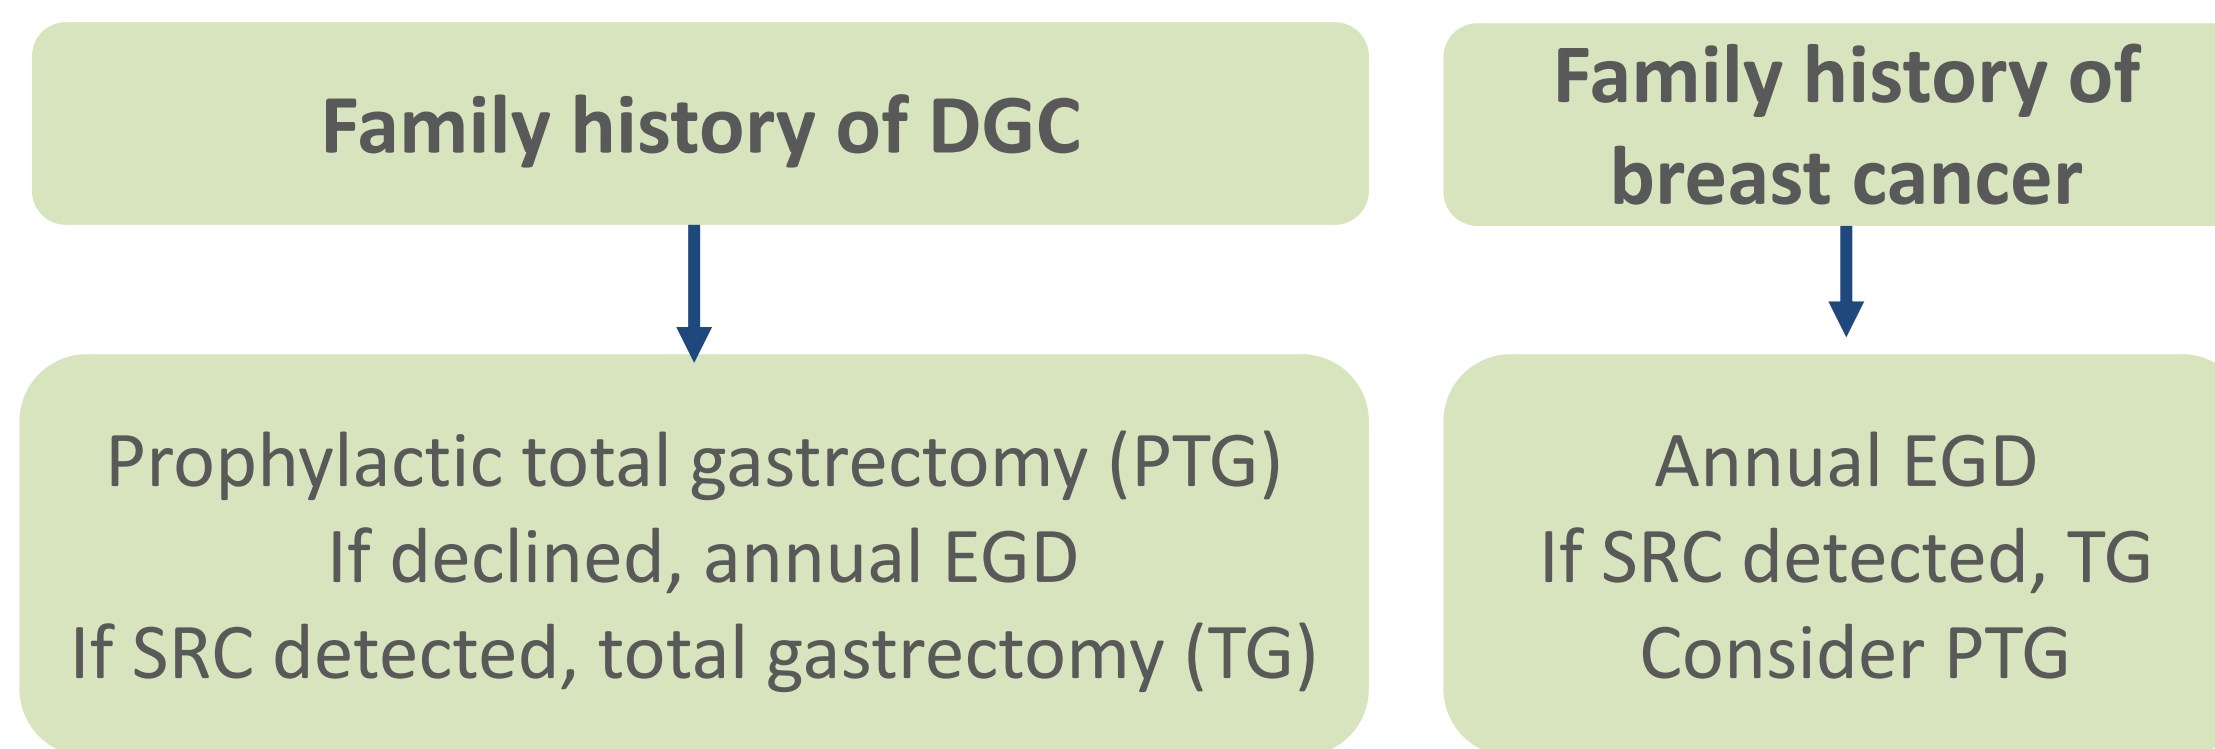 Family history of DGC
Prophylactic total gastrectomy (PTG)
If declined, annual EGD
If SRC detected, total gastrectomy (TG)
Family history of
breast cancer
Annual EGD
If SRC detected, TG
Consider PTG